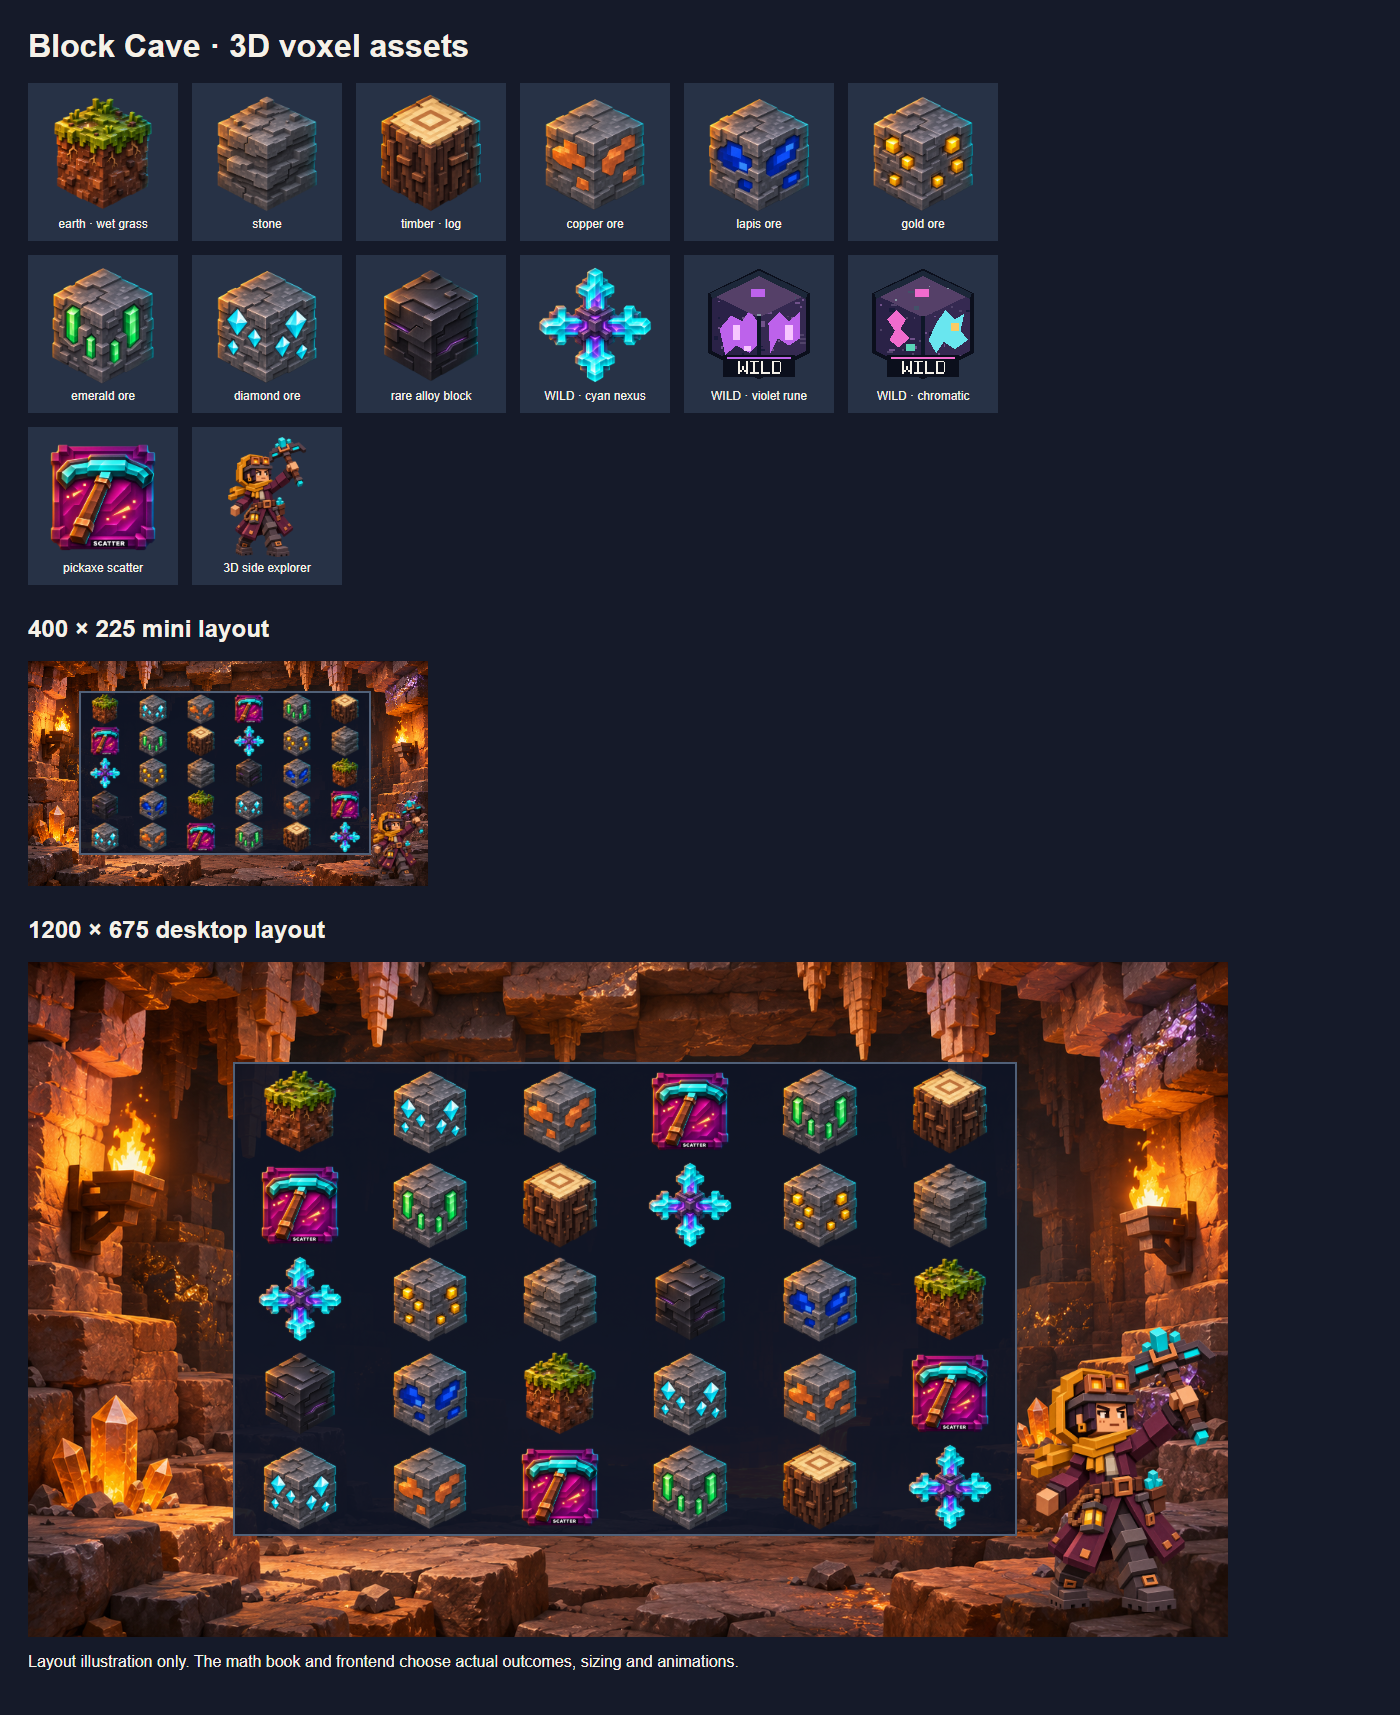 Block Cave · 3D voxel assets
earth · wet grass
stone
timber · log
copper ore
lapis ore
gold ore
WILD
WILD
emerald ore
diamond ore
rare alloy block
WILD · cyan nexus
WILD · violet rune
WILD · chromatic
SCATTER
pickaxe scatter
3D side explorer
400 × 225 mini layout
1200 × 675 desktop layout
SCATTER
SCATTER
SCATTER
SCATTER
Layout illustration only. The math book and frontend choose actual outcomes, sizing and animations.